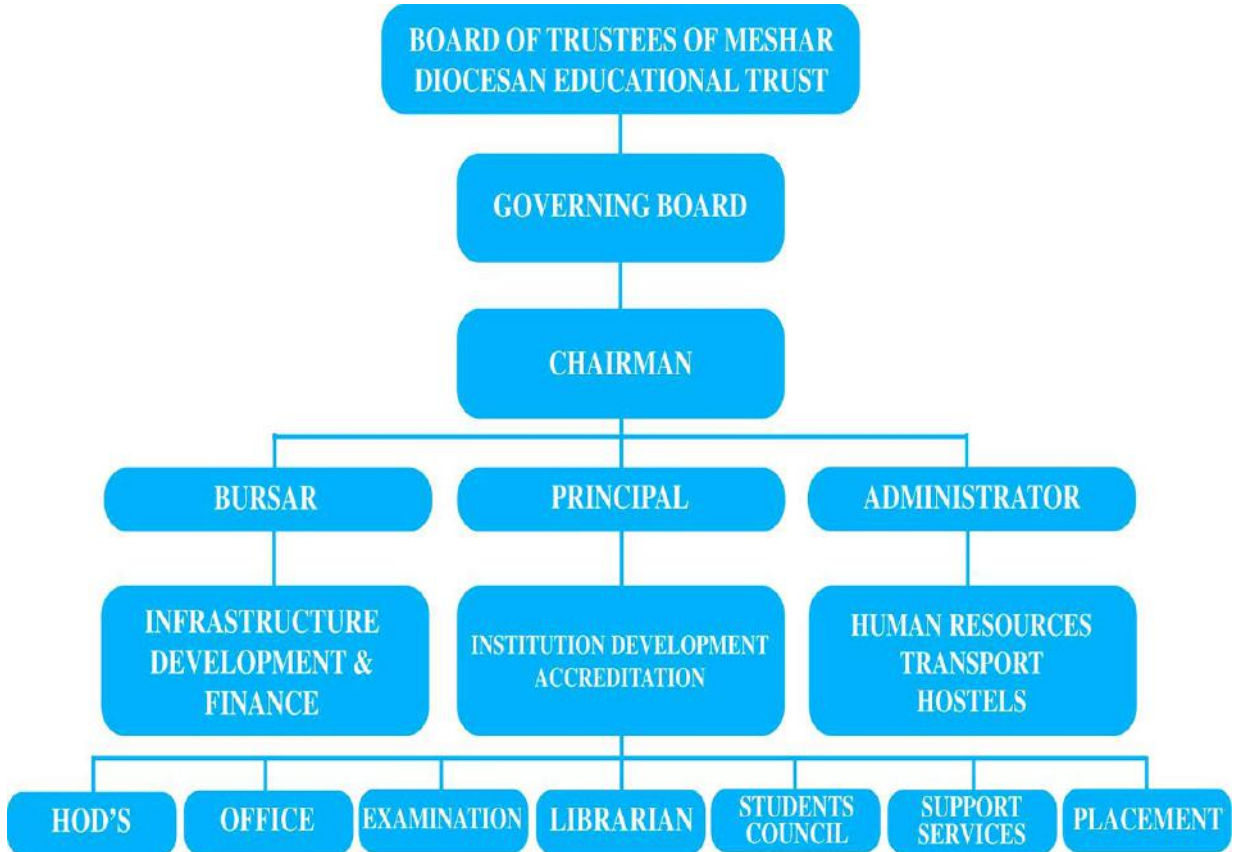 BOARD OF TRUSTEES OF MESHAR
DIOCESAN EDUCATIONAL TRUST
GOVERNING BOARD
CHAIRMAN
BURSAR
PRINCIPAL
ADMINISTRATOR
INFRASTRUCTURE
DEVELOPMENT &
FINANCE
INSTITUTION DEVELOPMENT
ACCREDITATION
HUMAN RESOURCES
TRANSPORT
HOSTELS
HOD'S
OFFICE
EXAMINATION
LIBRARIAN
STUDENTS
COUNCIL
SUPPORT
SERVICES
PLACEMENT